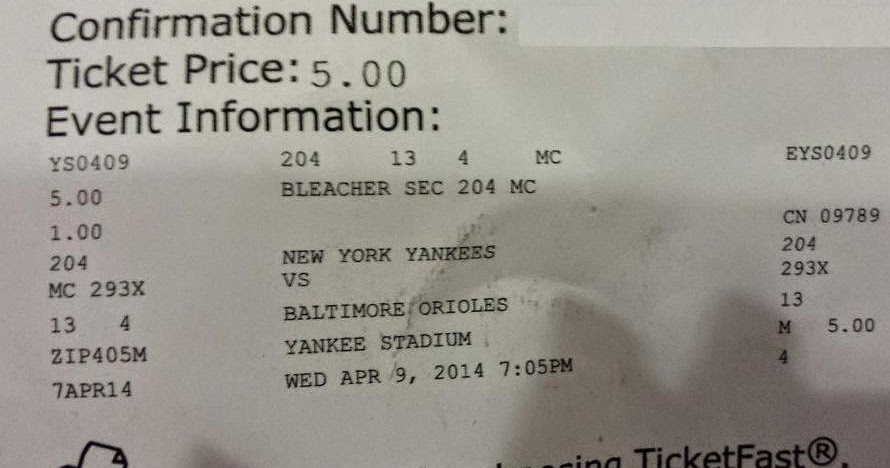 Confirmation Number:
Ticket Price: 5.00
Event Information:
YS0409 204 13 4 MC EYS0409
5.00 BLEACHER SEC 204 MC
1.00 CN 09789
204 NEW YORK YANKEES 204
MC 293X VS 293X
13 4 BALTIMORE ORIOLES 13
ZIP405M YANKEE STADIUM M 5.00
7APR14 WED APR 9, 2014 7:05PM 4
TicketFast®.